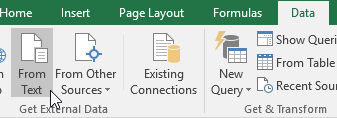 Home Insert Page Layout Formulas Data
From Text
From Other Sources
Existing Connections
New Query
Show Queri
From Table
Recent Sour
Get External Data
Get & Transform